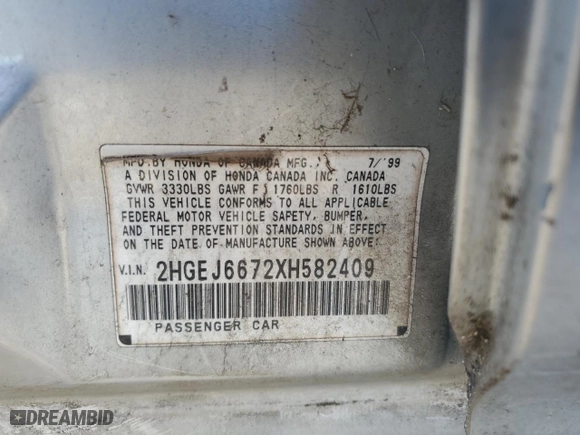 MFD.BY HONDA OF CANADA MFG., 7/'99
A DIVISION OF HONDA CANADA INC. CANADA
GVWR 3330LBS GAWR F 1760LBS R 1610LBS
THIS VEHICLE CONFORMS TO ALL APPLICABLE
FEDERAL MOTOR VEHICLE SAFETY, BUMPER,
AND THEFT PREVENTION STANDARDS IN EFFECT
ON THE DATE OF MANUFACTURE SHOWN ABOVE.
V.I.N. 2HGEJ6672XH582409
PASSENGER CAR
DREAMBID